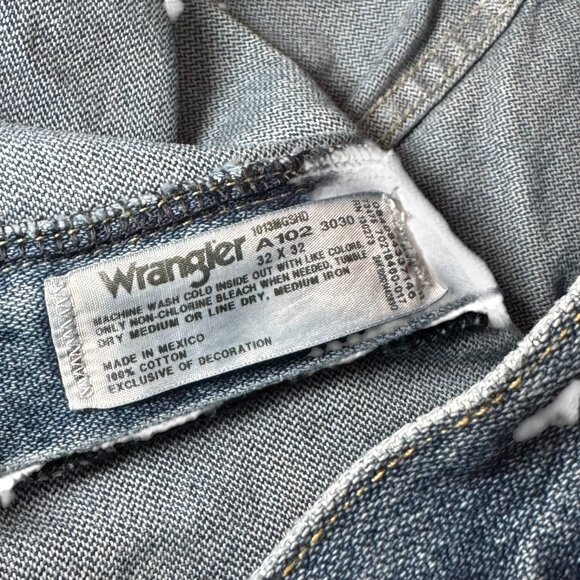 Wrangler
1013MGSHD
A102 3030
32 X 32
MACHINE WASH COLD INSIDE OUT WITH LIKE COLORS.
ONLY NON-CHLORINE BLEACH WHEN NEEDED, TUMBLE
DRY MEDIUM OR LINE DRY, MEDIUM IRON
MADE IN MEXICO
100% COTTON
EXCLUSIVE OF DECORATION